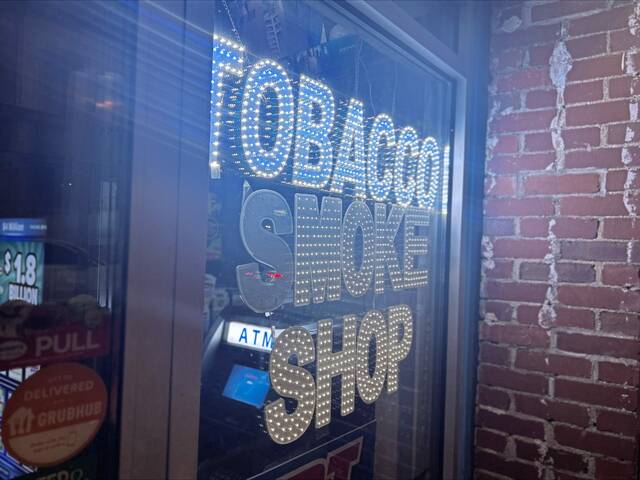 TOBACCO
SMOKE
SHOP
ATM
$1.8
BILLION
PULL
DELIVERED
GRUBHUB